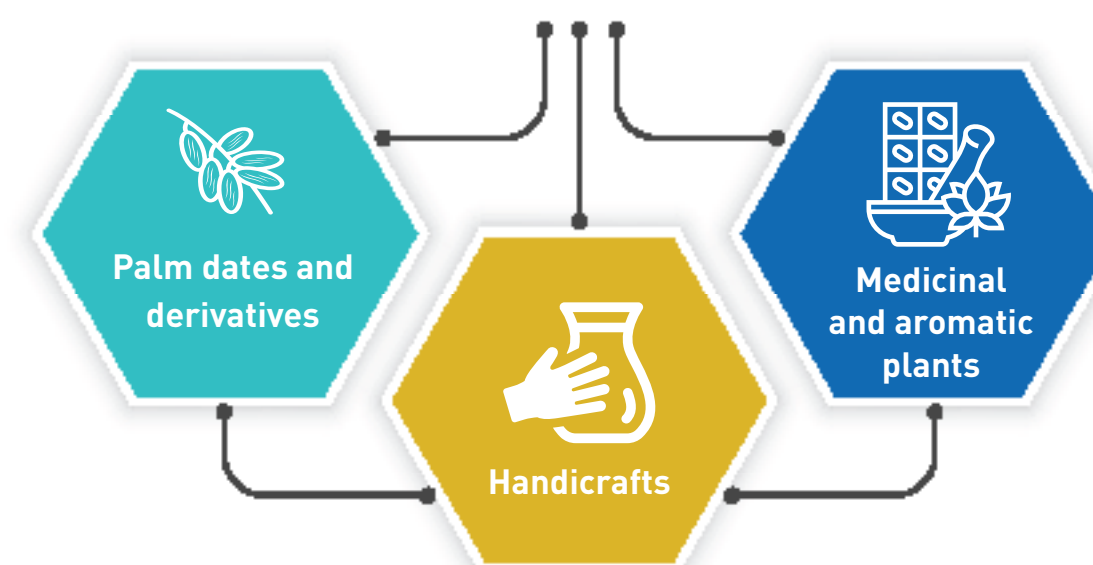 Palm dates and
derivatives
Handicrafts
Medicinal
and aromatic
plants